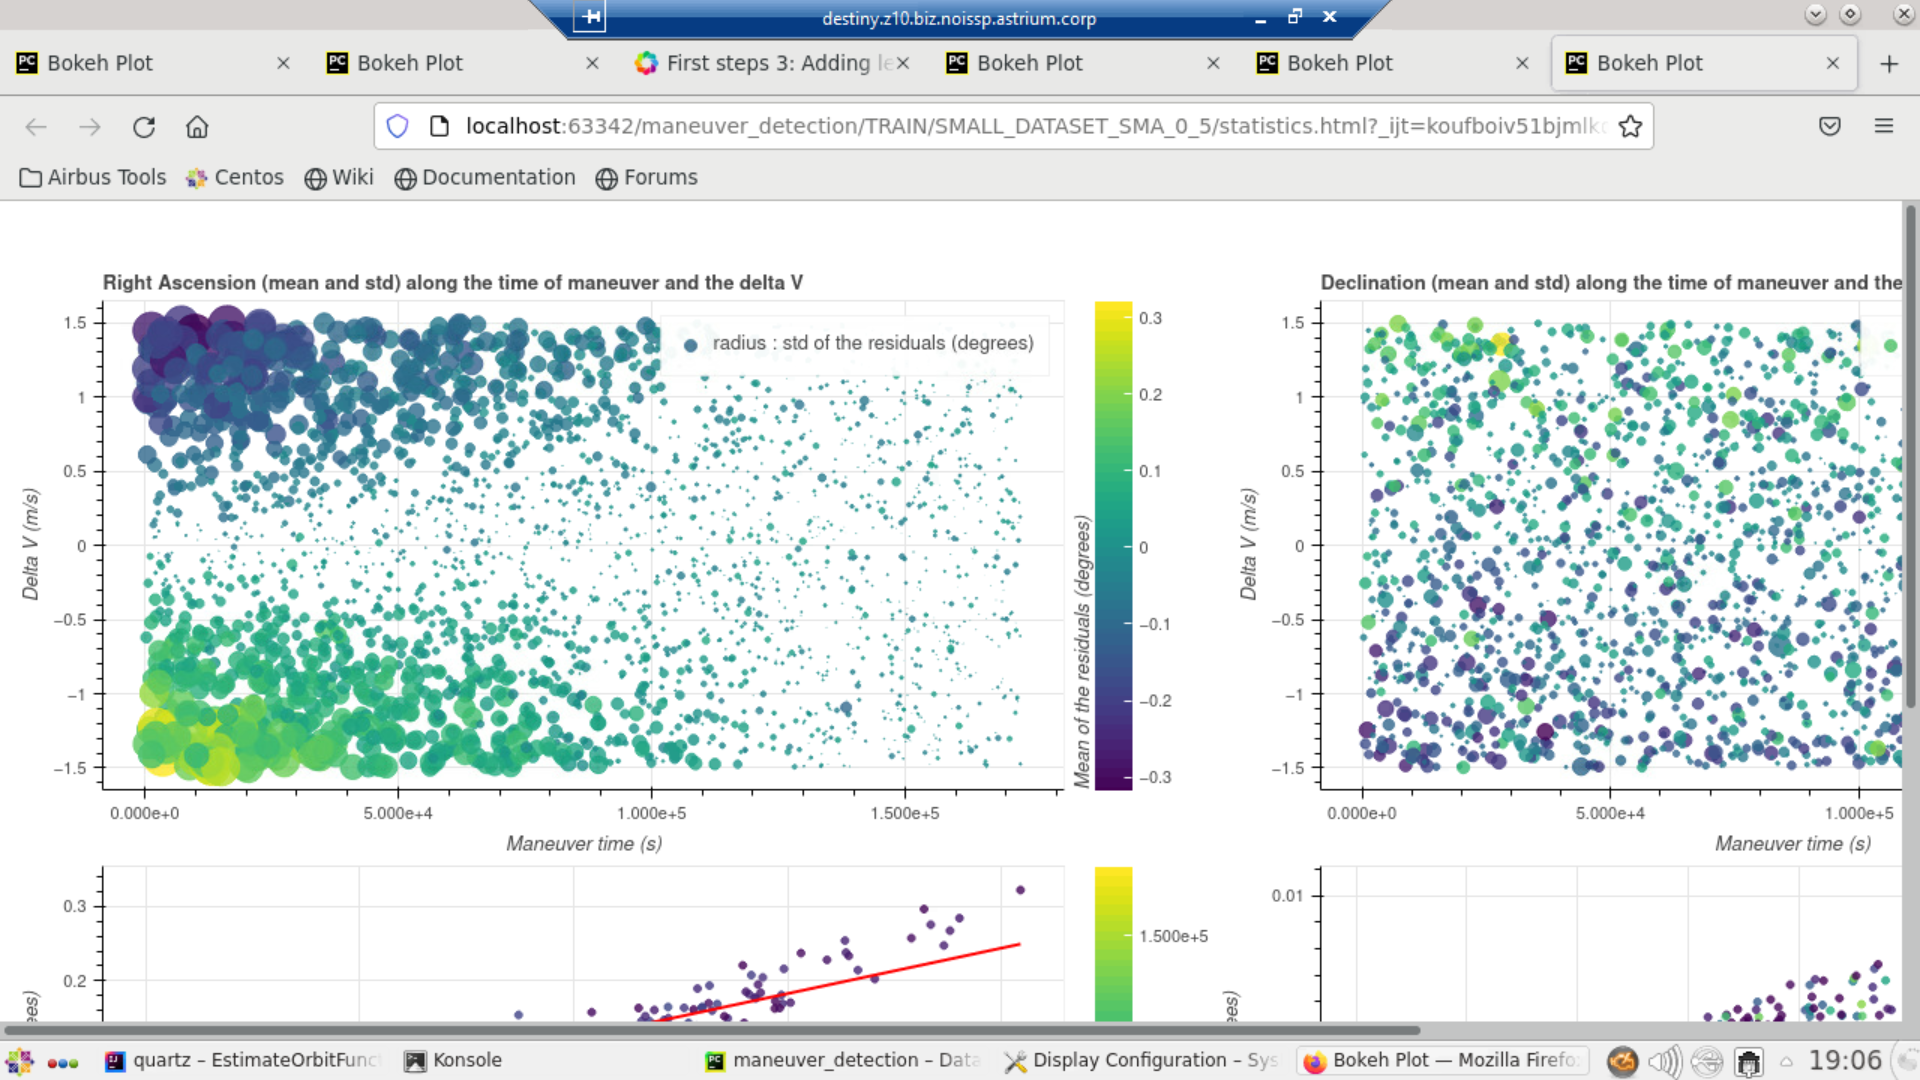 destiny.z10.biz.noissp.astrium.corp
Bokeh Plot
Bokeh Plot
First steps 3: Adding le
Bokeh Plot
Bokeh Plot
Bokeh Plot
localhost:63342/maneuver_detection/TRAIN/SMALL_DATASET_SMA_0_5/statistics.html?_ijt=koufboiv51bjmlkc
Airbus Tools
Centos
Wiki
Documentation
Forums
Right Ascension (mean and std) along the time of maneuver and the delta V
1.5
1
0.5
0
−0.5
−1
−1.5
Delta V (m/s)
radius : std of the residuals (degrees)
0.000e+0
5.000e+4
1.000e+5
1.500e+5
Maneuver time (s)
0.3
0.2
0.1
0
−0.1
−0.2
−0.3
Mean of the residuals (degrees)
Declination (mean and std) along the time of maneuver and the
1.5
1
0.5
0
−0.5
−1
−1.5
Delta V (m/s)
0.000e+0
5.000e+4
1.000e+5
Maneuver time (s)
0.3
0.2
ees)
1.500e+5
0.01
ees)
quartz – EstimateOrbitFunc
Konsole
maneuver_detection – Data
Display Configuration – Sys
Bokeh Plot — Mozilla Firefo
19:06